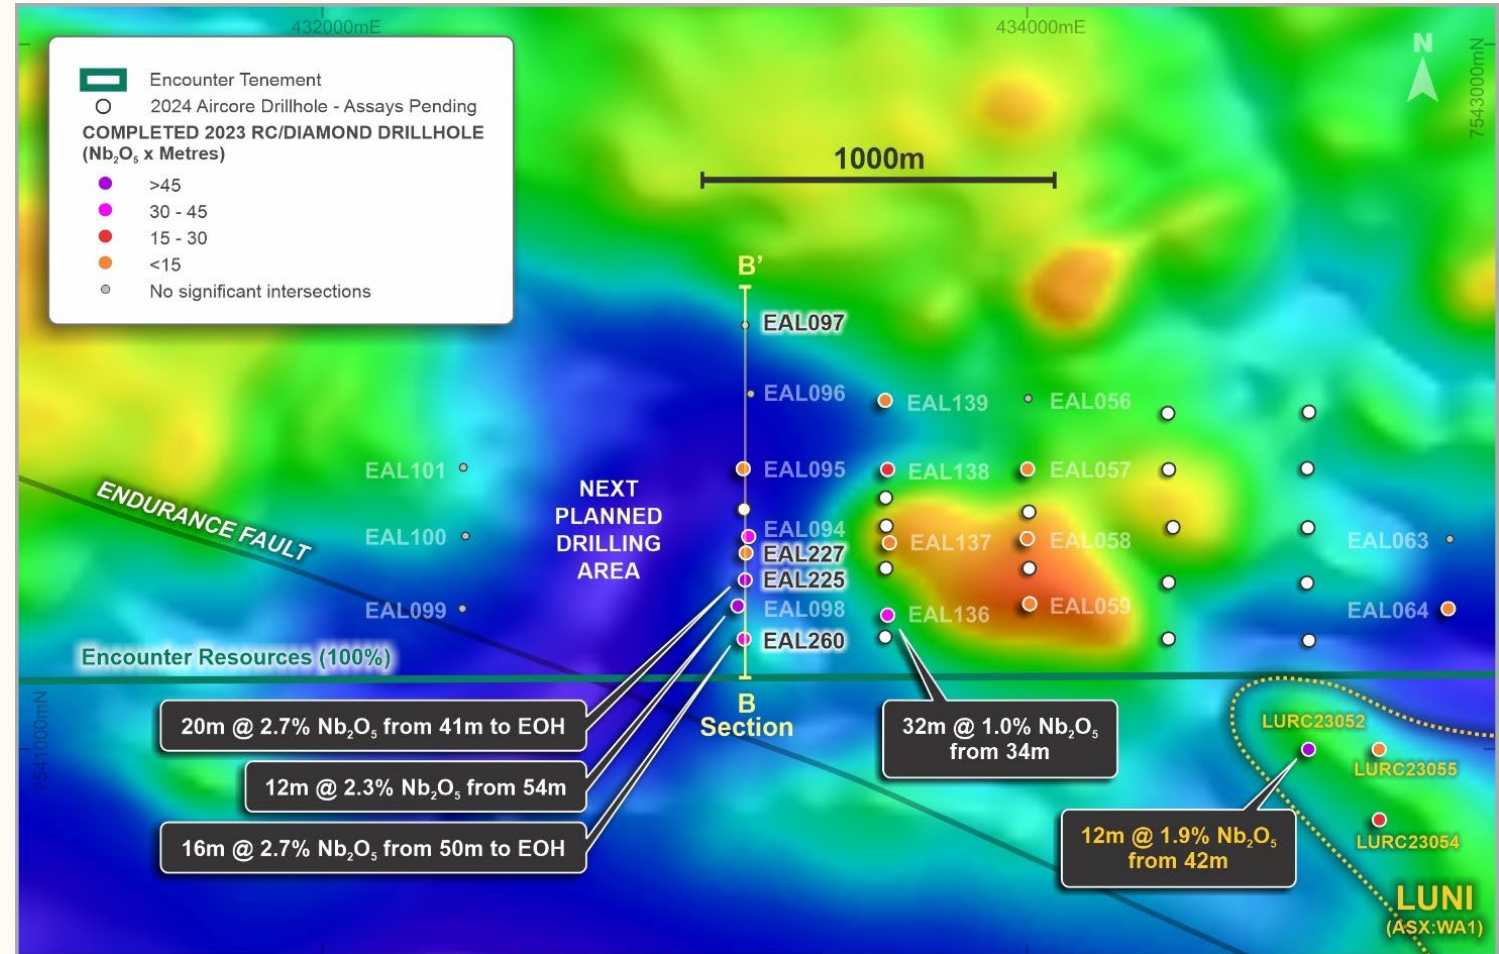 432000mE
434000mE
N
7543000mN
Encounter Tenement
2024 Aircore Drillhole - Assays Pending
COMPLETED 2023 RC/DIAMOND DRILLHOLE
(Nb₂O₅ x Metres)
>45
30 - 45
15 - 30
<15
No significant intersections
1000m
B’
EAL097
EAL096
EAL139
EAL056
EAL101
EAL095
EAL138
EAL057
ENDURANCE FAULT
NEXT
PLANNED
DRILLING
AREA
EAL100
EAL094
EAL227
EAL137
EAL058
EAL063
EAL225
EAL099
EAL098
EAL136
EAL059
EAL064
EAL260
Encounter Resources (100%)
7541000mN
B
Section
20m @ 2.7% Nb₂O₅ from 41m to EOH
12m @ 2.3% Nb₂O₅ from 54m
16m @ 2.7% Nb₂O₅ from 50m to EOH
32m @ 1.0% Nb₂O₅
from 34m
LURC23052
LURC23055
12m @ 1.9% Nb₂O₅
from 42m
LURC23054
LUNI
(ASX:WA1)